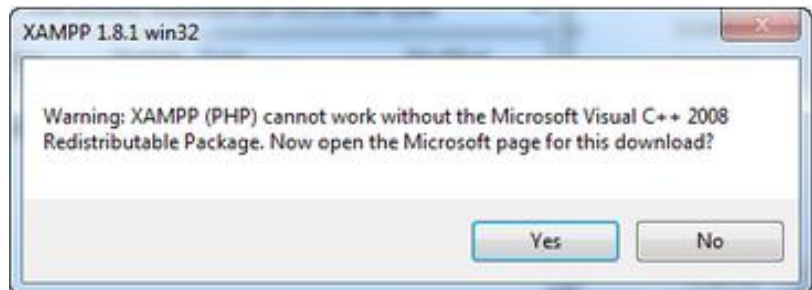 XAMPP 1.8.1 win32
Warning: XAMPP (PHP) cannot work without the Microsoft Visual C++ 2008
Redistributable Package. Now open the Microsoft page for this download?
Yes
No